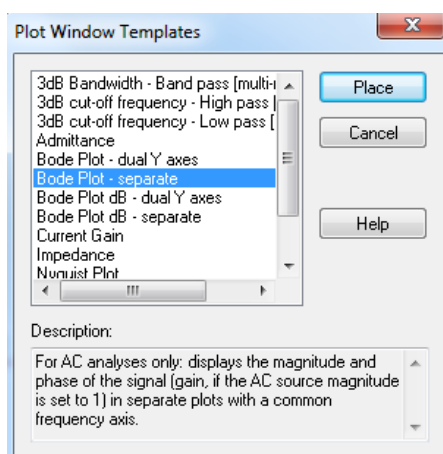 Plot Window Templates
3dB Bandwidth - Band pass [multi-
3dB cut-off frequency - High pass
3dB cut-off frequency - Low pass [
Admittance
Bode Plot - dual Y axes
Bode Plot - separate
Bode Plot dB - dual Y axes
Bode Plot dB - separate
Current Gain
Impedance
Nyquist Plot
Place
Cancel
Help
Description:
For AC analyses only: displays the magnitude and
phase of the signal (gain, if the AC source magnitude
is set to 1) in separate plots with a common
frequency axis.